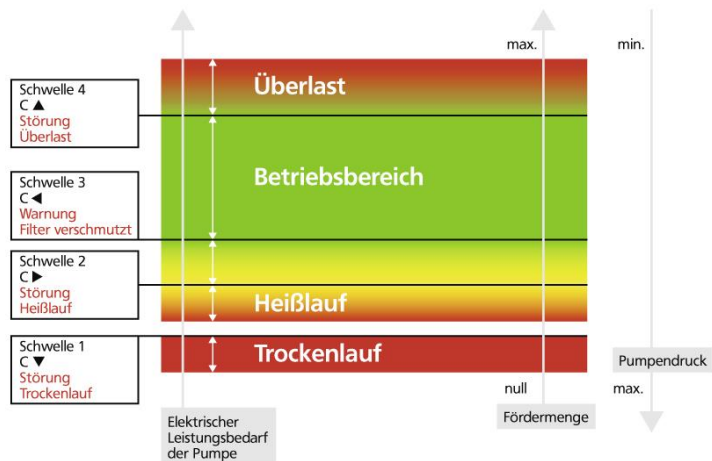 max.
min.
Schwelle 4
C ▲
Störung
Überlast
Überlast
Schwelle 3
C ◀
Warnung
Filter verschmutzt
Betriebsbereich
Schwelle 2
C ▶
Störung
Heißlauf
Heißlauf
Schwelle 1
C ▼
Störung
Trockenlauf
Trockenlauf
Pumpendruck
null
max.
Elektrischer
Leistungsbedarf
der Pumpe
Fördermenge